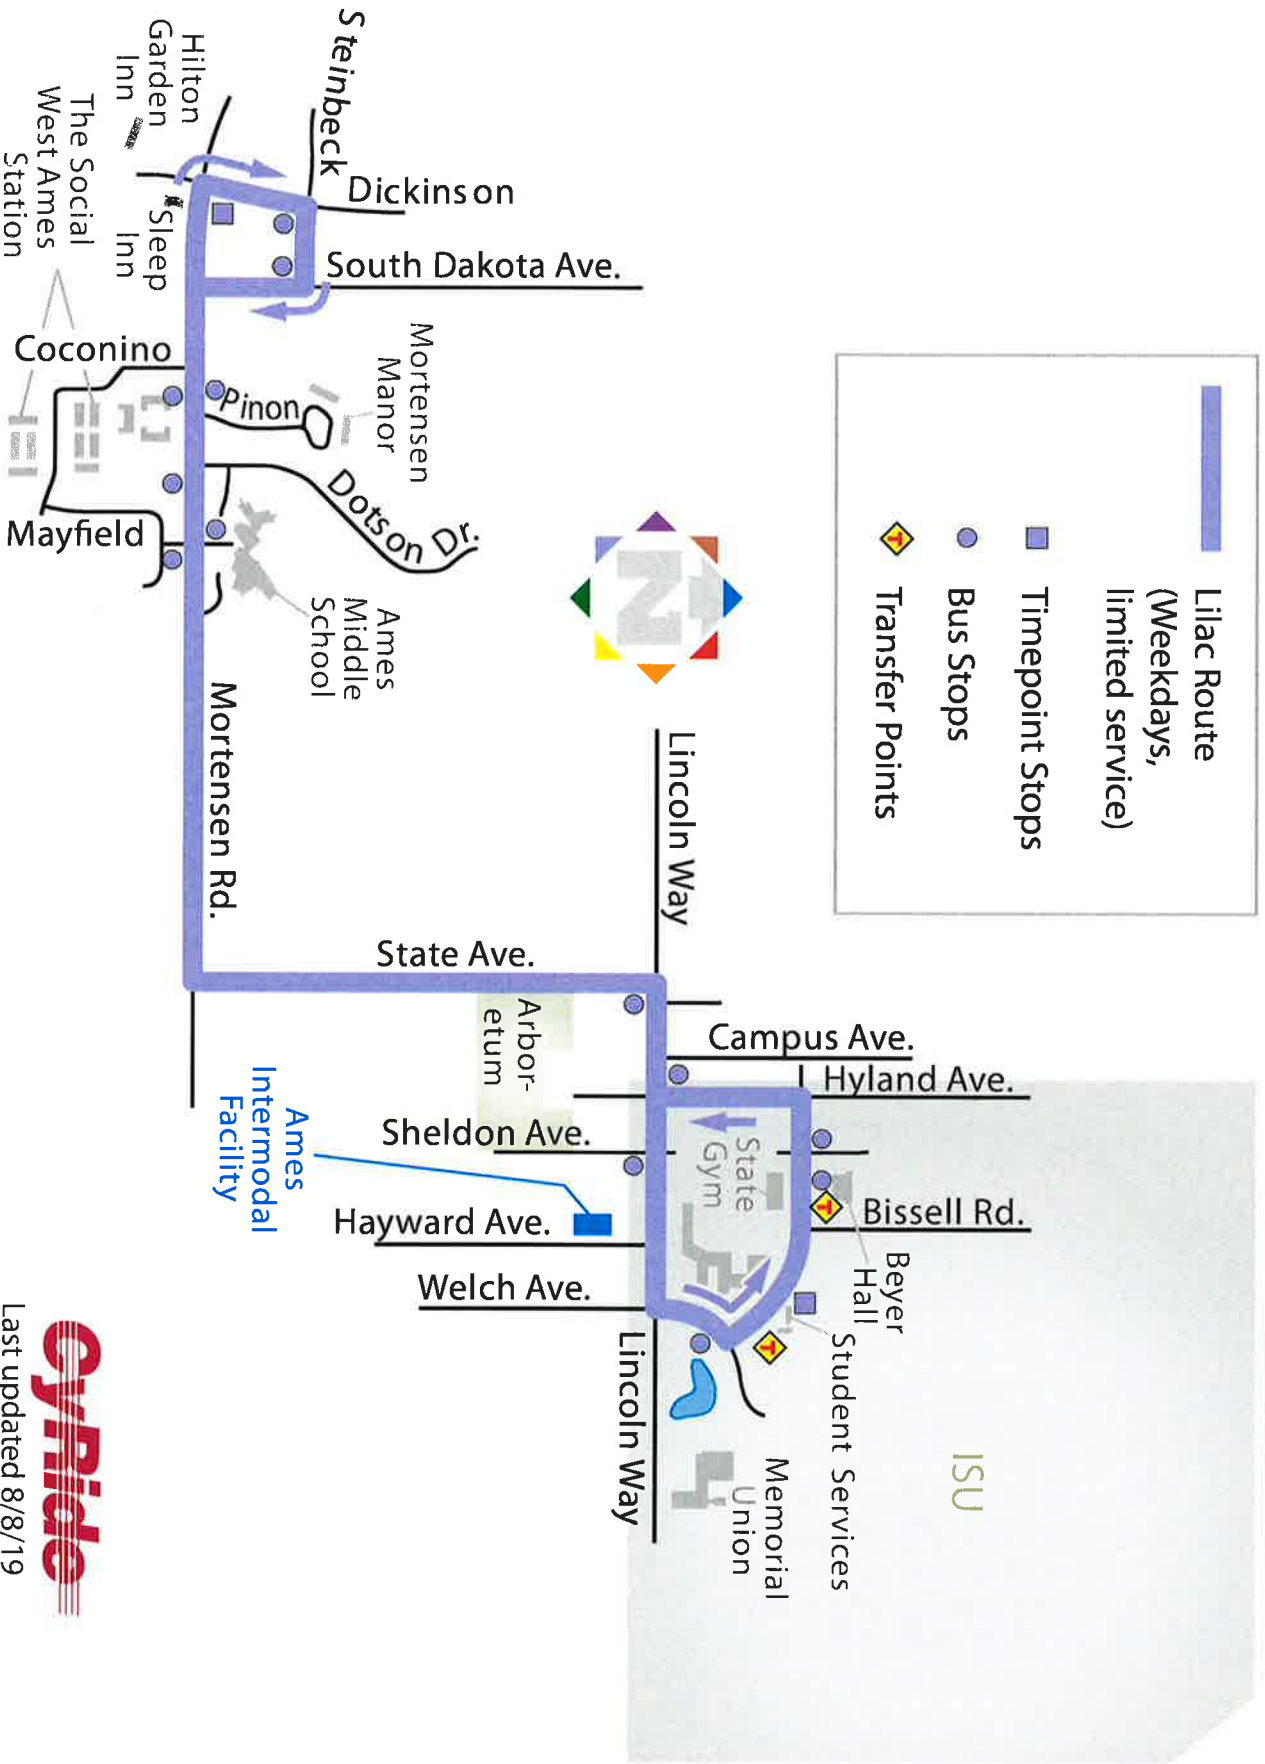 Lilac Route
(Weekdays,
limited service)
Timepoint Stops
Bus Stops
T
Transfer Points
N
ISU
Hyland Ave.
Campus Ave.
Bissell Rd.
Beyer
Hall
Student Services
State
Gym
Memorial
Union
Lincoln Way
Lincoln Way
State Ave.
Arbor-
etum
Sheldon Ave.
Hayward Ave.
Welch Ave.
Ames
Intermodal
Facility
Steinbeck
Dickinson
South Dakota Ave.
Hilton
Garden
Inn
Sleep
Inn
The Social
West Ames
Station
Coconino
Pinon
Mortensen
Manor
Dotson Dr.
Mayfield
Ames
Middle
School
Mortensen Rd.
T
T
CyRide
Last updated 8/8/19